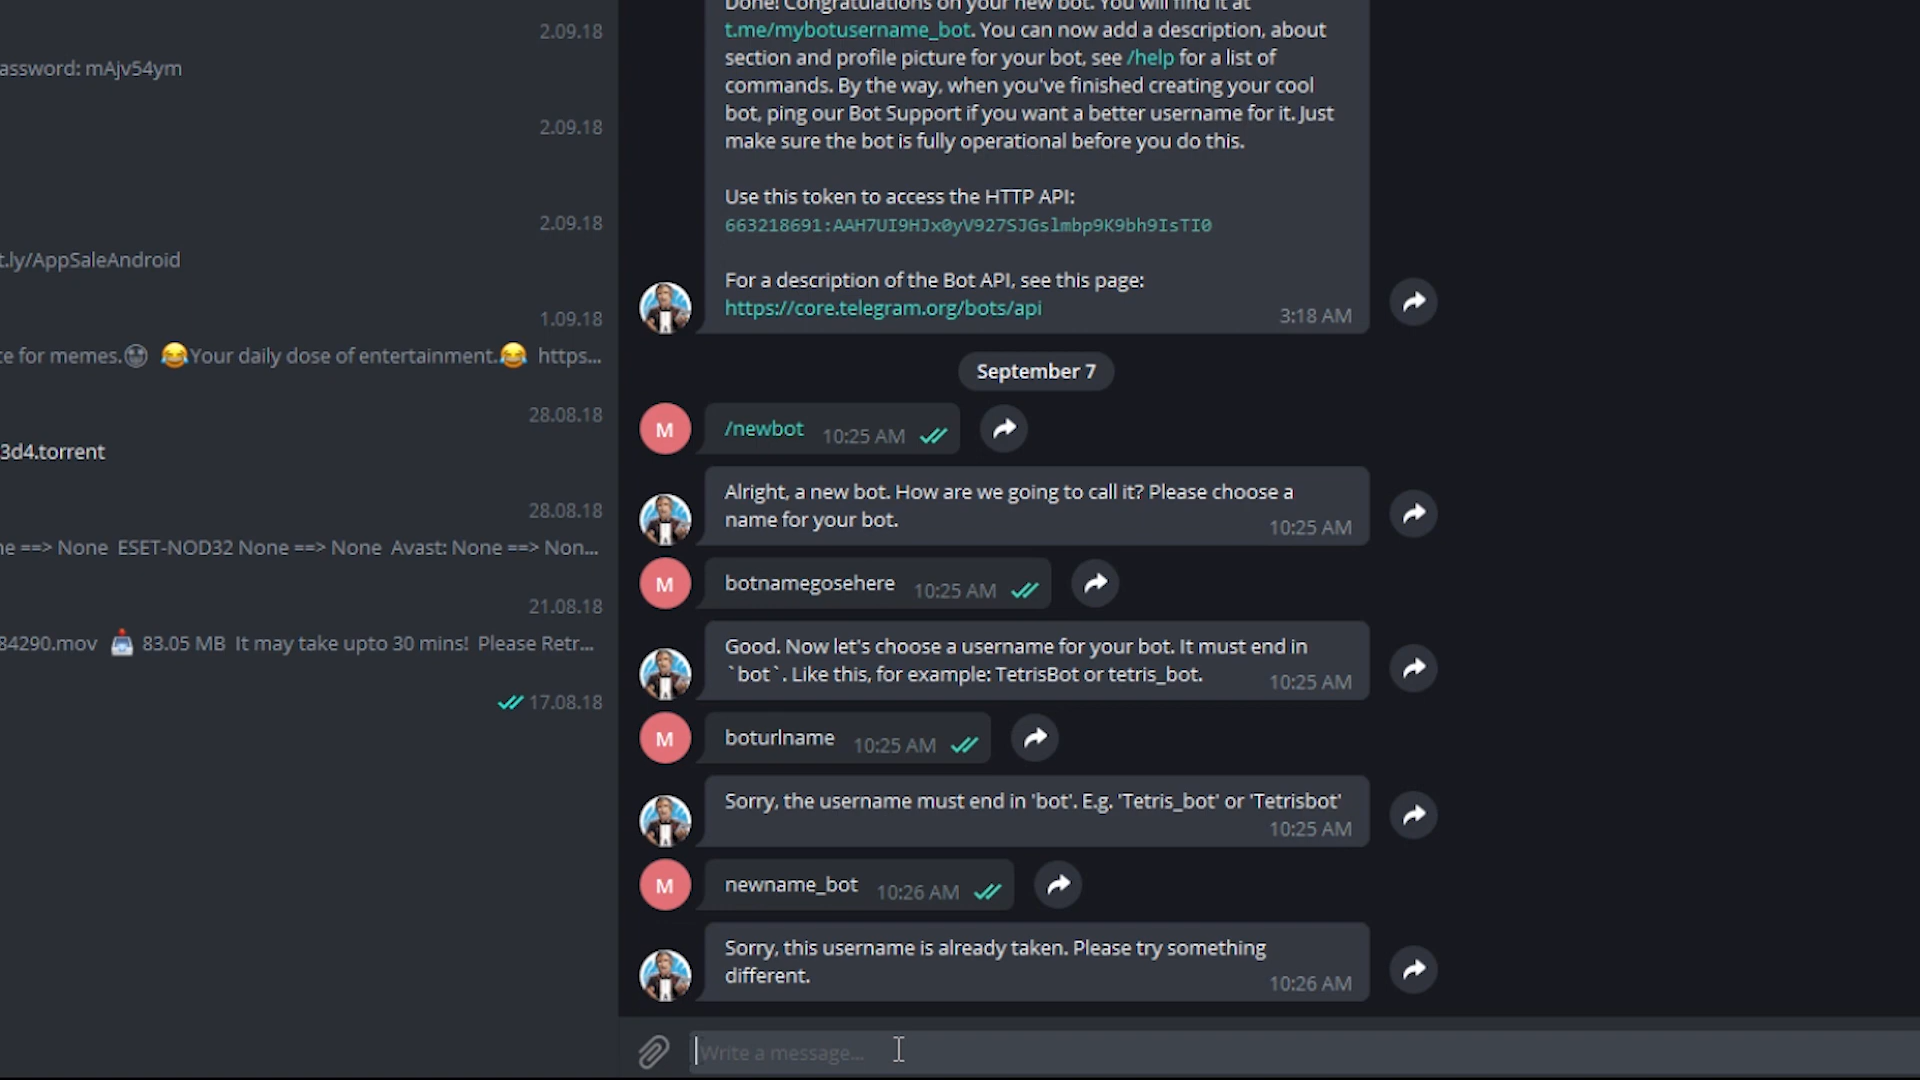 2.09.18
assword: mAjv54ym
2.09.18
2.09.18
t.ly/AppSaleAndroid
1.09.18
te for memes. Your daily dose of entertainment. https...
28.08.18
3d4.torrent
28.08.18
ne ==> None ESET-NOD32 None ==> None Avast: None ==> Non...
21.08.18
84290.mov 83.05 MB It may take upto 30 mins! Please Retr...
17.08.18
Done! Congratulations on your new bot. You will find it at
t.me/mybotusername_bot. You can now add a description, about
section and profile picture for your bot, see /help for a list of
commands. By the way, when you've finished creating your cool
bot, ping our Bot Support if you want a better username for it. Just
make sure the bot is fully operational before you do this.
Use this token to access the HTTP API:
663218691:AAH7UI9HJx0yV927SJGslmbp9K9bh9IsTI0
For a description of the Bot API, see this page:
https://core.telegram.org/bots/api
3:18 AM
September 7
M
/newbot 10:25 AM
Alright, a new bot. How are we going to call it? Please choose a
name for your bot.
10:25 AM
M
botnamegosehere 10:25 AM
Good. Now let's choose a username for your bot. It must end in
`bot`. Like this, for example: TetrisBot or tetris_bot.
10:25 AM
M
boturlname 10:25 AM
Sorry, the username must end in 'bot'. E.g. 'Tetris_bot' or 'Tetrisbot'
10:25 AM
M
newname_bot 10:26 AM
Sorry, this username is already taken. Please try something
different.
10:26 AM
Write a message...